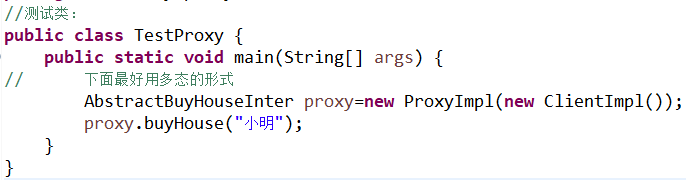 //测试类：
public class TestProxy {
    public static void main(String[] args) {
//      下面最好用多态的形式
        AbstractBuyHouseInter proxy=new ProxyImpl(new ClientImpl());
        proxy.buyHouse("小明");
    }
}